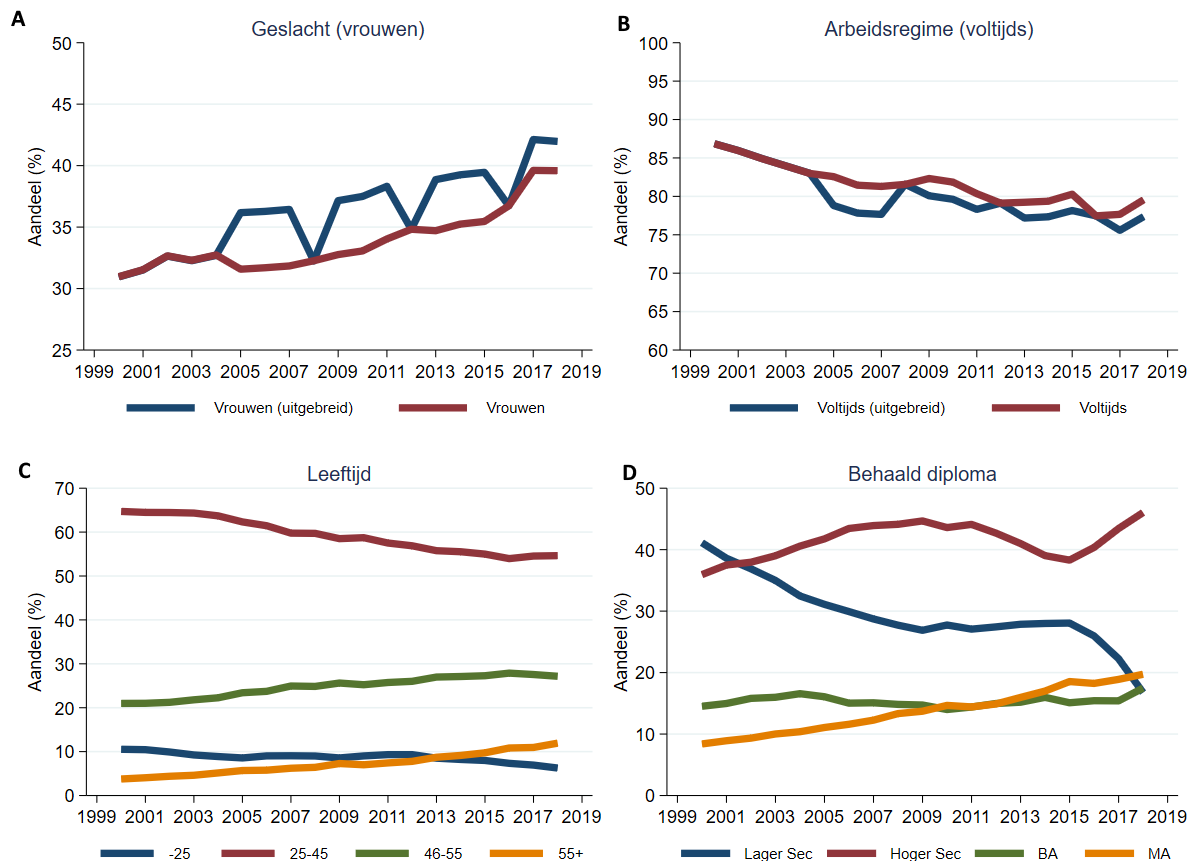 A
Geslacht (vrouwen)
Aandeel (%)
50
45
40
35
30
25
1999 2001 2003 2005 2007 2009 2011 2013 2015 2017 2019
Vrouwen (uitgebreid) Vrouwen
B
Arbeidsregime (voltijds)
Aandeel (%)
100
95
90
85
80
75
70
65
60
1999 2001 2003 2005 2007 2009 2011 2013 2015 2017 2019
Voltijds (uitgebreid) Voltijds
C
Leeftijd
Aandeel (%)
70
60
50
40
30
20
10
0
1999 2001 2003 2005 2007 2009 2011 2013 2015 2017 2019
-25 25-45 46-55 55+
D
Behaald diploma
Aandeel (%)
50
40
30
20
10
0
1999 2001 2003 2005 2007 2009 2011 2013 2015 2017 2019
Lager Sec Hoger Sec BA MA